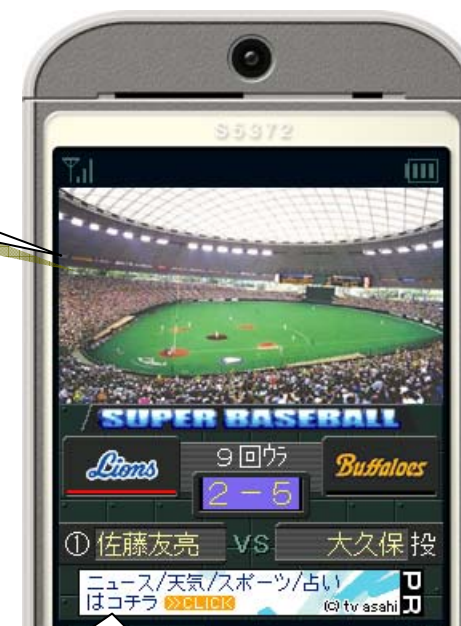 S5372
SUPER BASEBALL
Lions
9回ウラ
Buffaloes
2-5
①佐藤友亮 VS 大久保投
ニュース/天気/スポーツ/占い
はコチラ >>CLICK
(C) tv asahi
PR